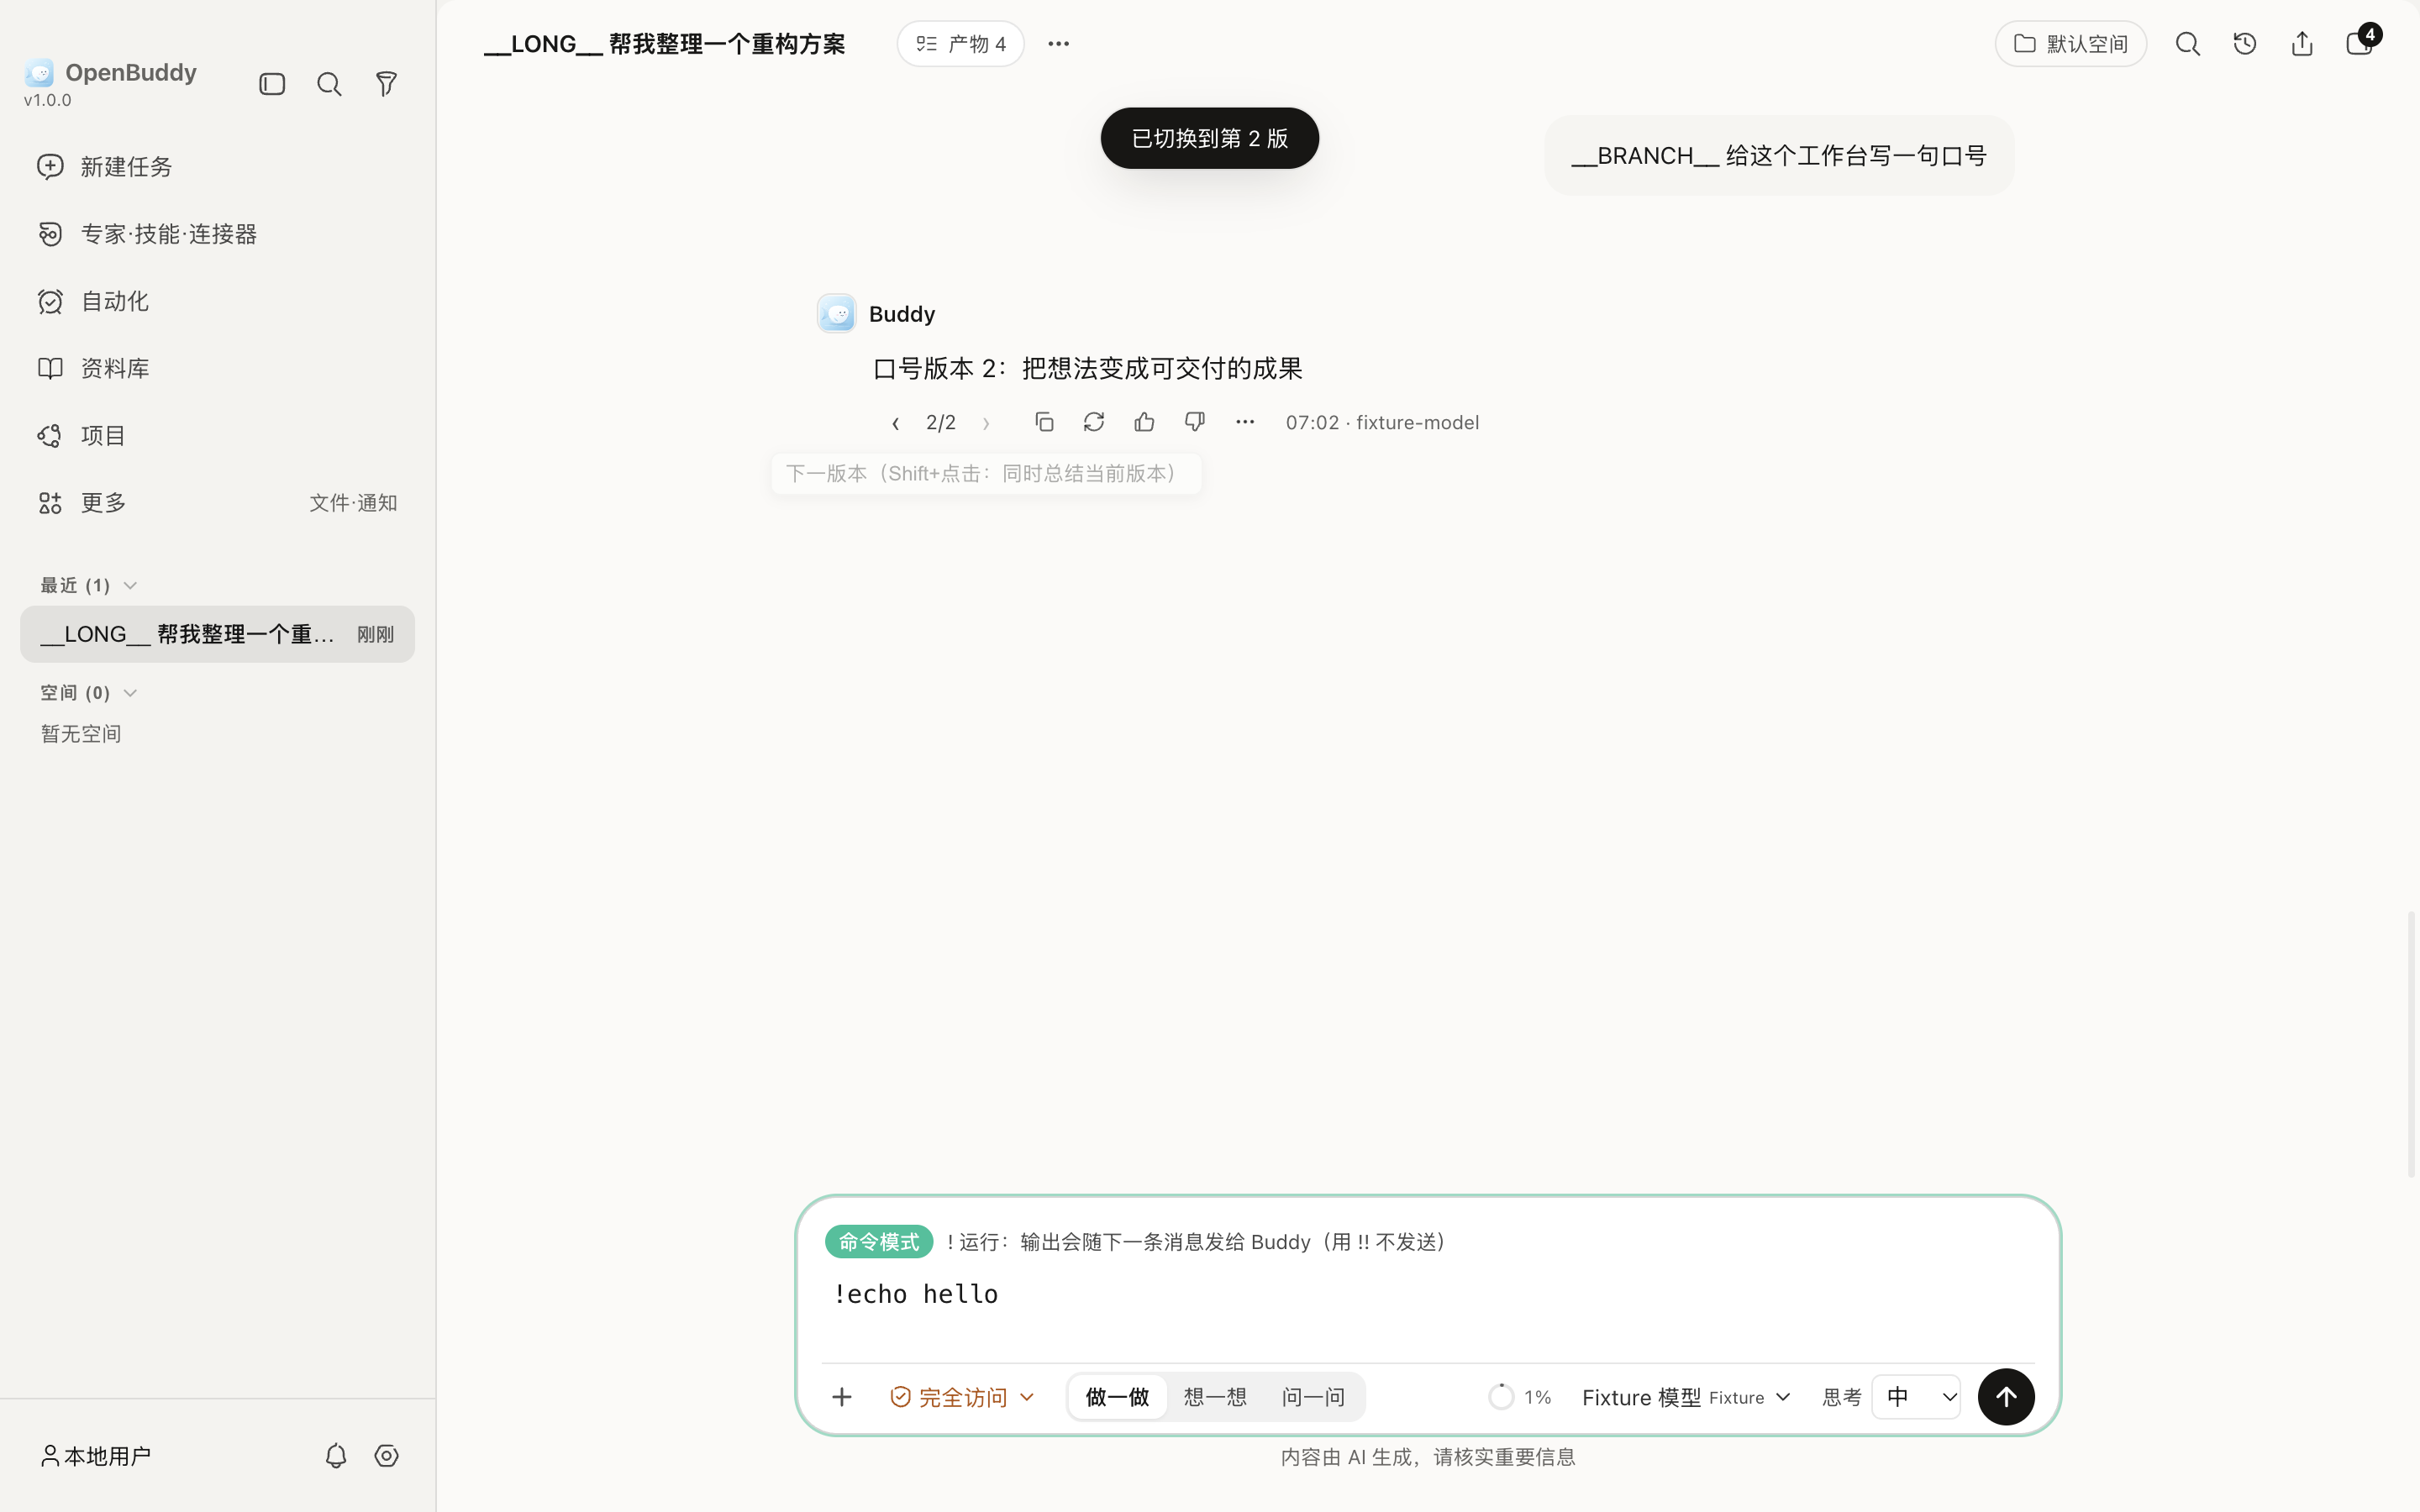 OpenBuddy
v1.0.0
新建任务
专家·技能·连接器
自动化
资料库
项目
更多 文件·通知
最近 (1)
__LONG__ 帮我整理一个重… 刚刚
空间 (0)
暂无空间
本地用户
__LONG__ 帮我整理一个重构方案 产物 4
默认空间 4
已切换到第 2 版
__BRANCH__ 给这个工作台写一句口号
Buddy
口号版本 2：把想法变成可交付的成果
2/2 07:02 · fixture-model
下一版本（Shift+点击：同时总结当前版本）
命令模式 ! 运行：输出会随下一条消息发给 Buddy（用 !! 不发送）
!echo hello
完全访问 做一做 想一想 问一问 1% Fixture 模型 Fixture 思考 中
内容由 AI 生成，请核实重要信息